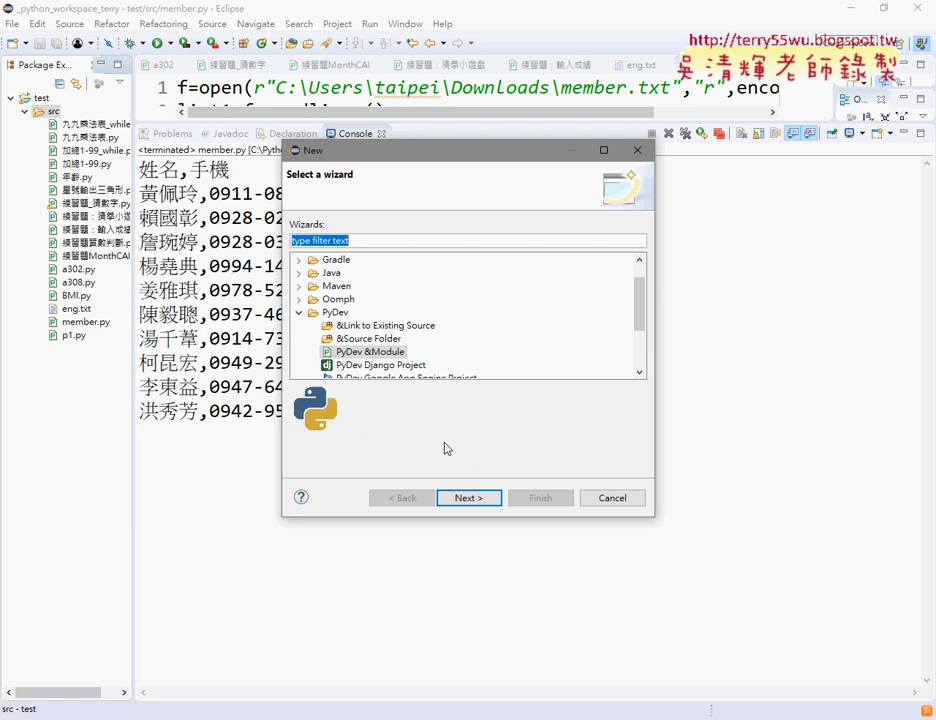 _python_workspace_terry - test/src/member.py - Eclipse
File Edit Source Refactor Refactoring Source Navigate Search Project Run Window Help
http://terry55wu.blogspot.tw
吳清輝老師錄製
Package Ex...
a302 練習題_猜數字 練習題MonthCAI 練習題：猜學小遊戲 練習題：輸入成績 eng.txt
1 f=open(r"C:\Users\taipei\Downloads\member.txt","r",enco
Problems Javadoc Declaration Console
<terminated> member.py [C:\Pyth
test
src
九九乘法表_while
九九乘法表.py
加總1-99_while.p
加總1-99.py
年齡.py
星號輸出三角形.p
練習題_猜數字.py
練習題：猜學小遊
練習題：輸入成績
練習題質數判斷.p
練習題MonthCAI
a302.py
a308.py
BMI.py
eng.txt
member.py
p1.py
姓名,手機
黃佩玲,0911-08
賴國彰,0928-02
詹琬婷,0928-03
楊堯典,0994-14
姜雅琪,0978-52
陳毅聰,0937-46
湯千葦,0914-73
柯昆宏,0949-29
李東益,0947-64
洪秀芳,0942-95
New
Select a wizard
Wizards:
type filter text
Gradle
Java
Maven
Oomph
PyDev
&Link to Existing Source
&Source Folder
PyDev &Module
PyDev Django Project
PyDev Google App Engine Project
< Back Next > Finish Cancel
O...
src - test